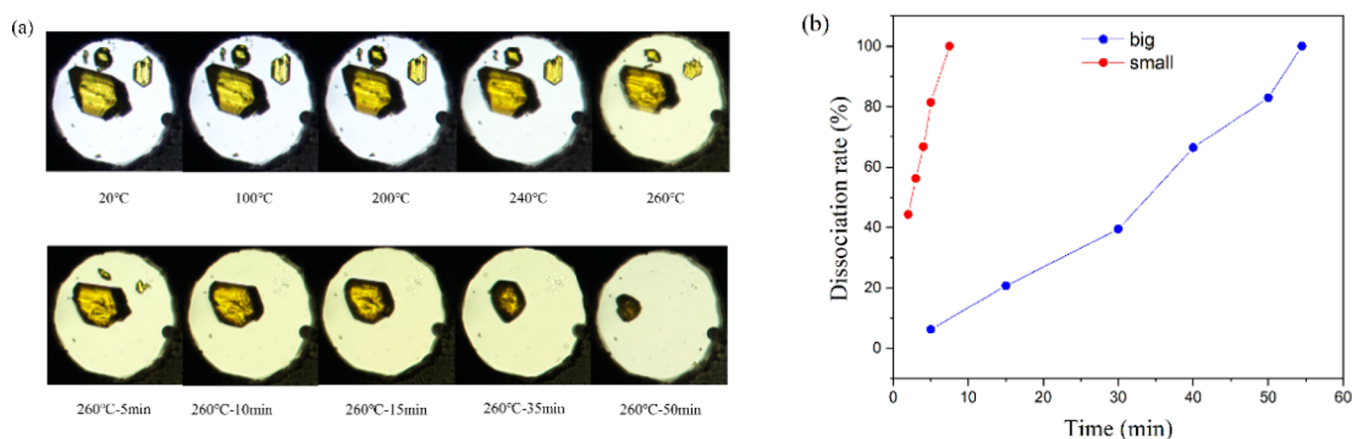 (a)
20℃
100℃
200℃
240℃
260℃
260℃-5min
260℃-10min
260℃-15min
260℃-35min
260℃-50min
(b)
big
small
100
80
60
40
20
0
Dissociation rate (%)
0
10
20
30
40
50
60
Time (min)